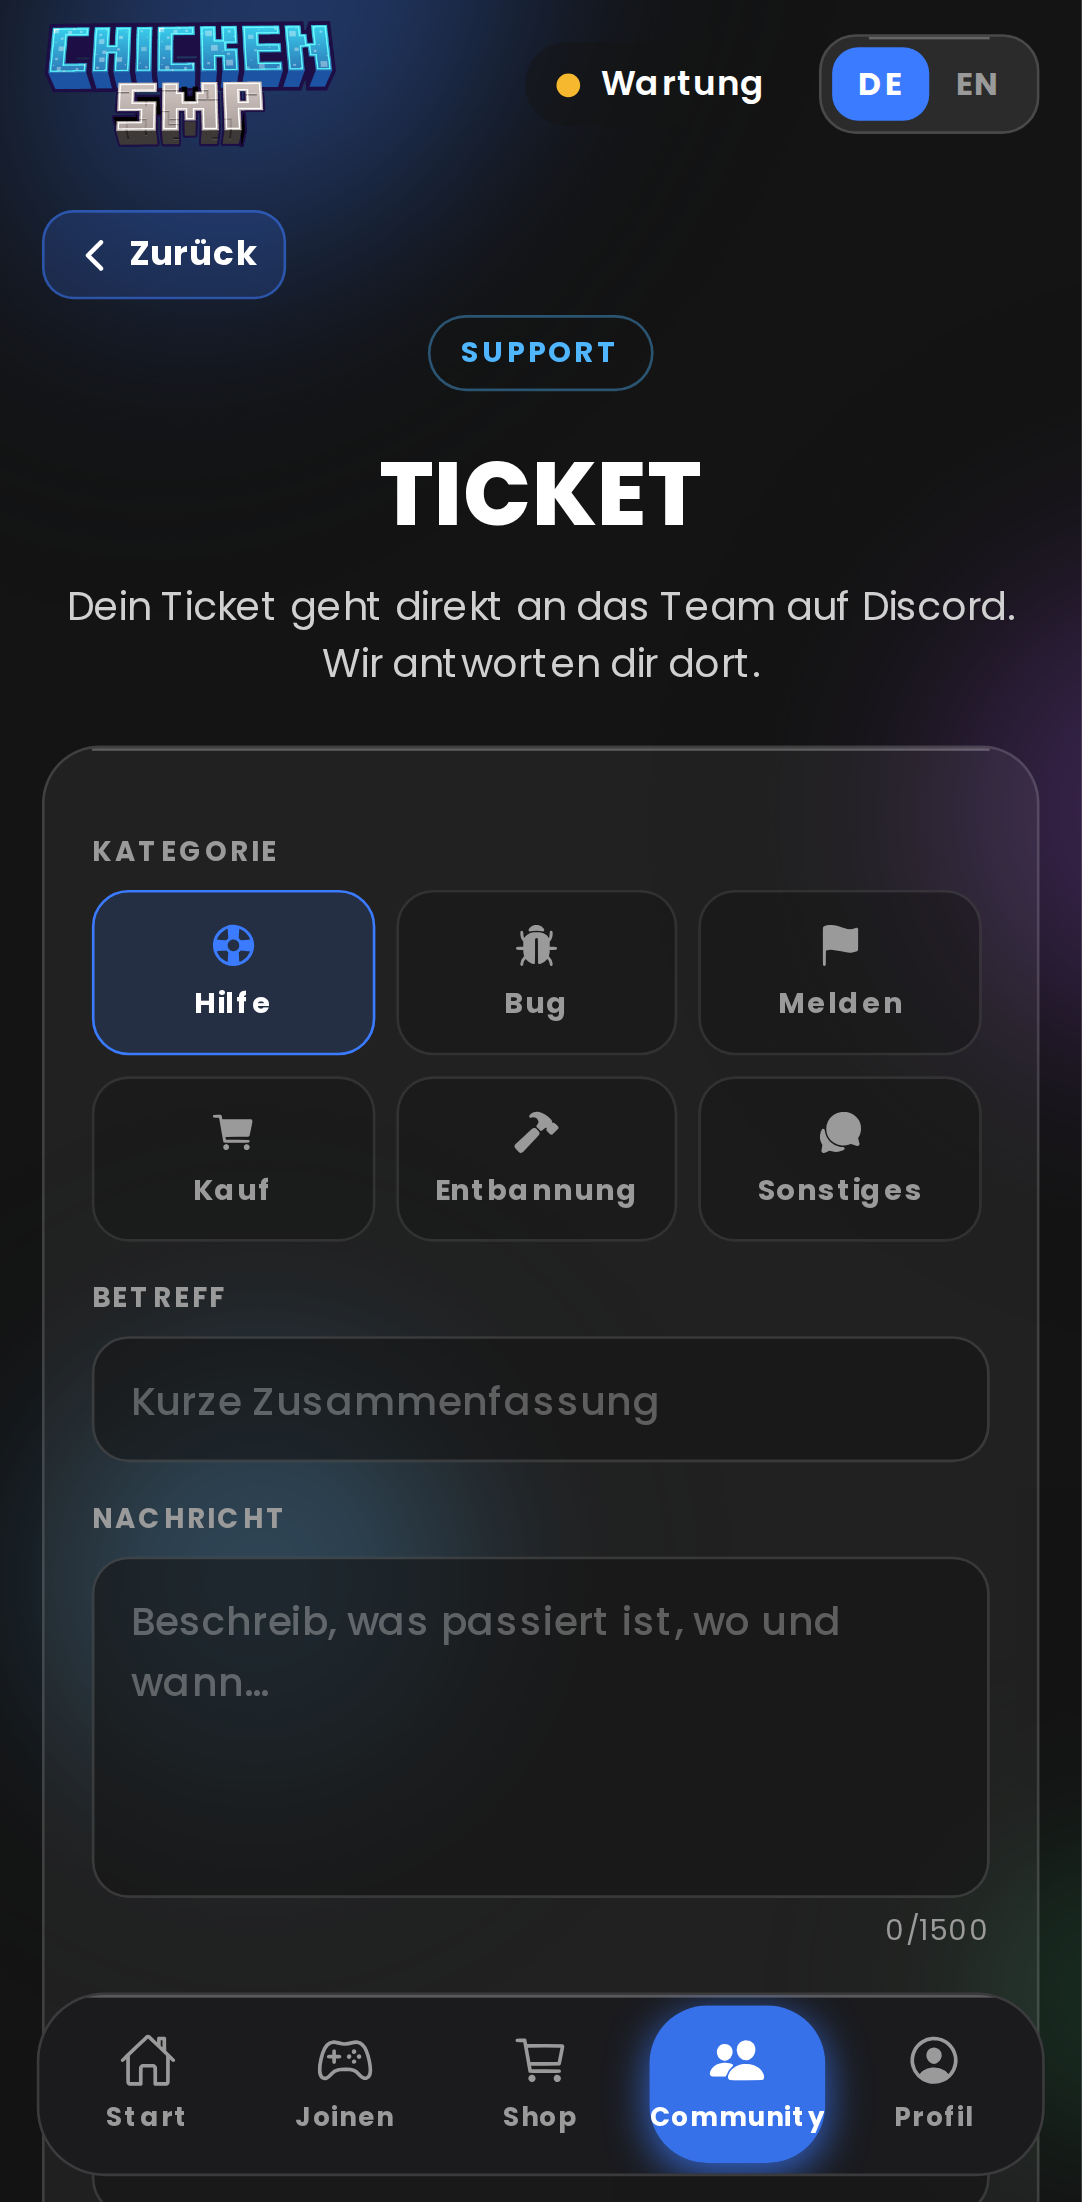 CHICKEN
SMP
Wartung
DE EN
Zurück
SUPPORT
TICKET
Dein Ticket geht direkt an das Team auf Discord.
Wir antworten dir dort.
KATEGORIE
Hilfe Bug Melden
Kauf Entbannung Sonstiges
BETREFF
Kurze Zusammenfassung
NACHRICHT
Beschreib, was passiert ist, wo und
wann...
0/1500
Start Joinen Shop Community Profil